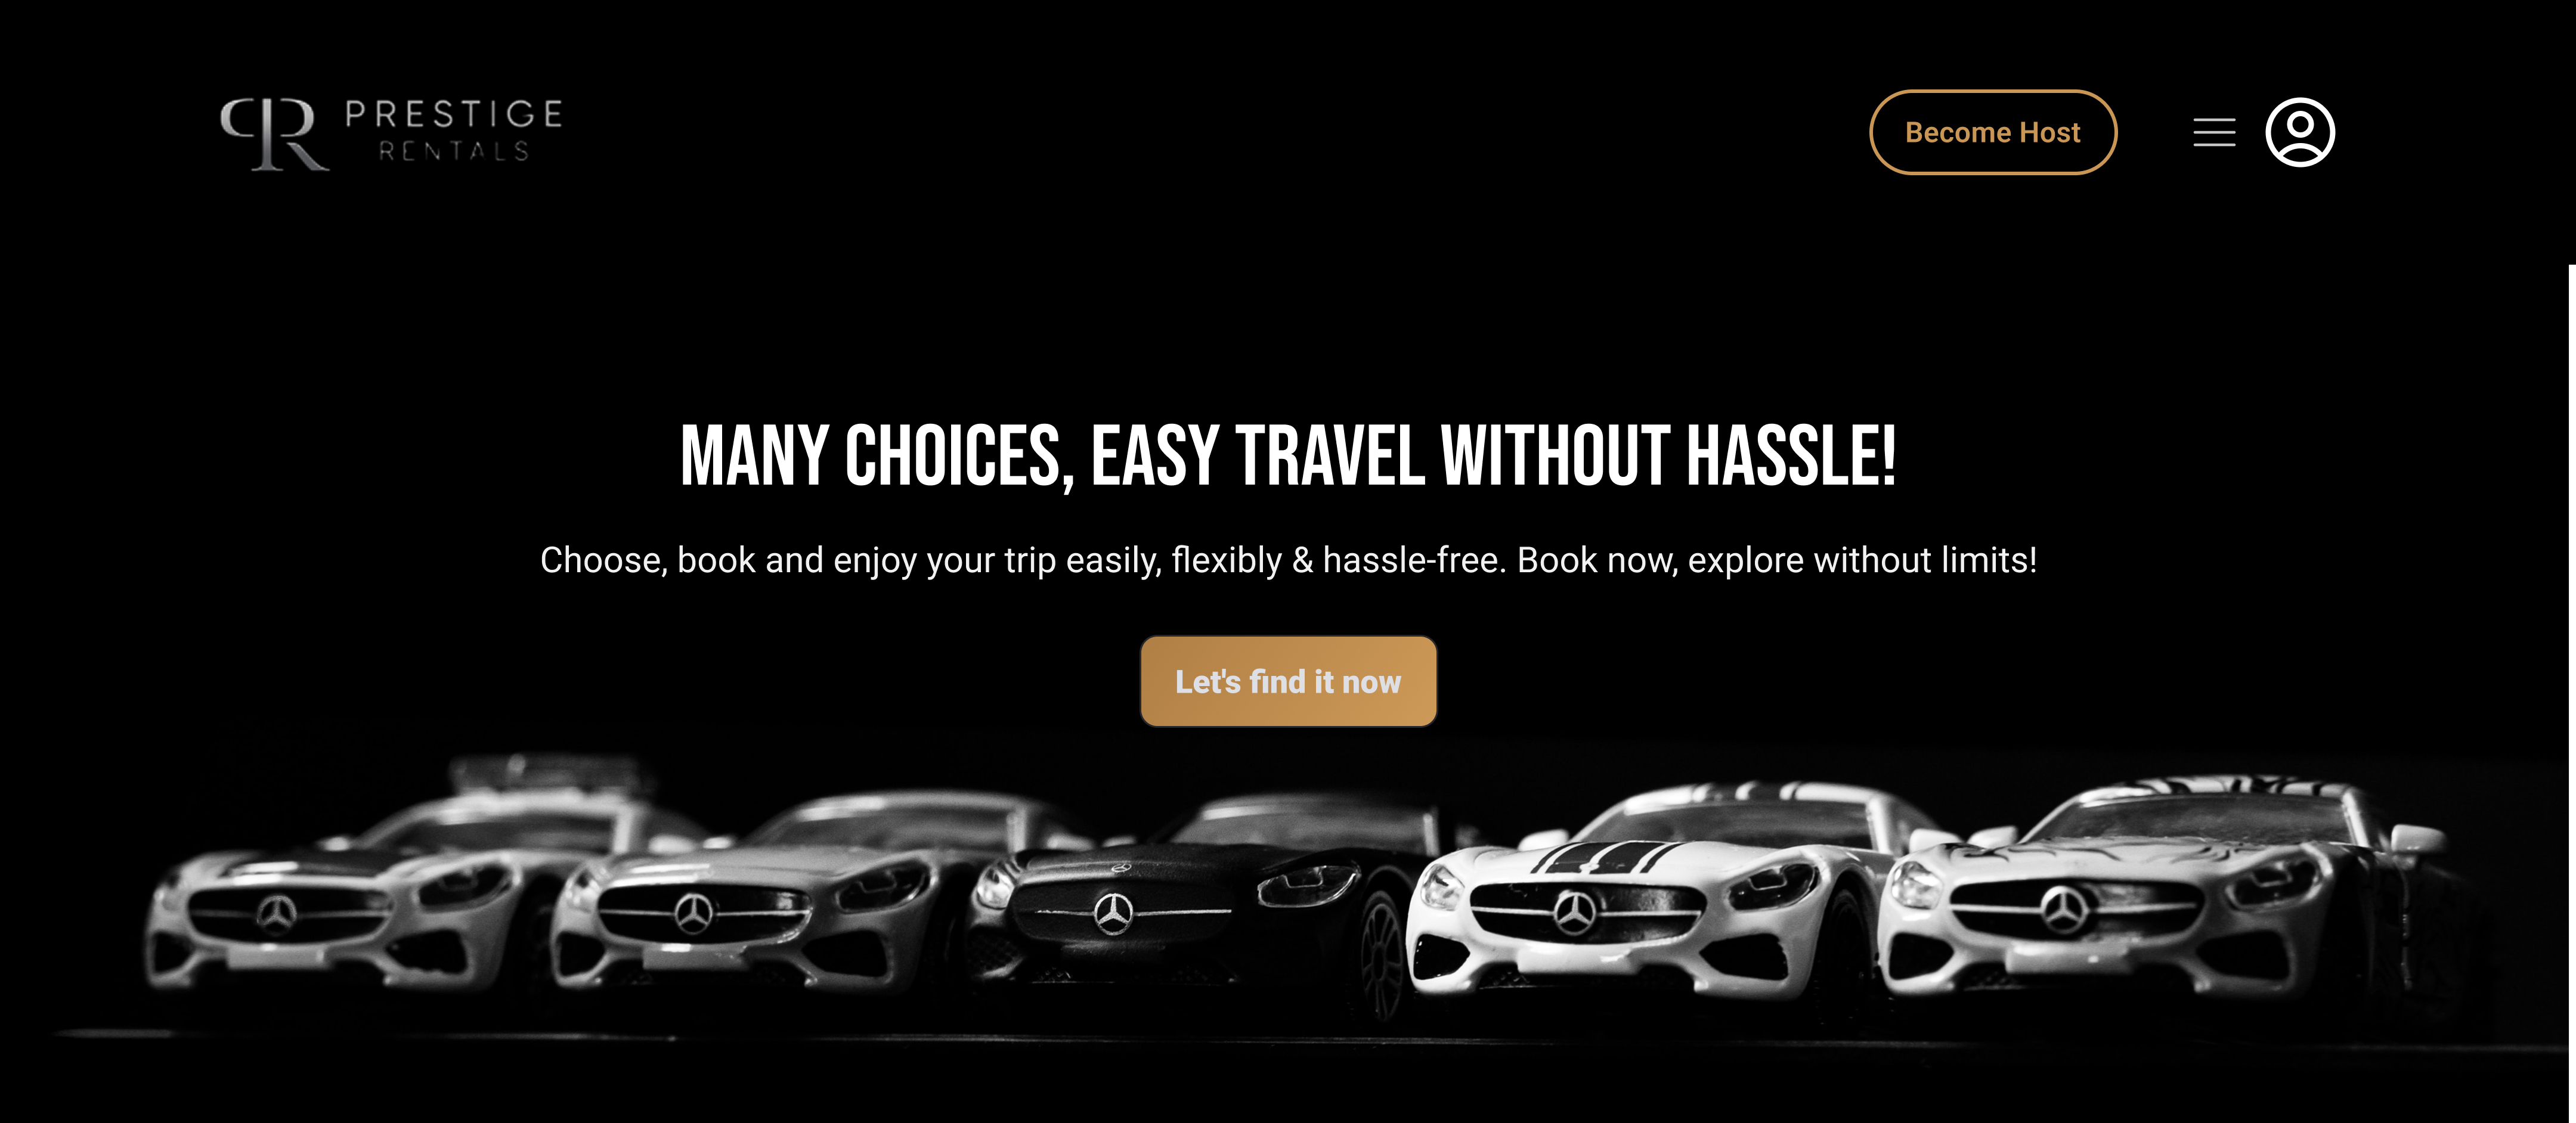 PRESTIGE
RENTALS
Become Host
MANY CHOICES, EASY TRAVEL WITHOUT HASSLE!
Choose, book and enjoy your trip easily, flexibly & hassle-free. Book now, explore without limits!
Let's find it now